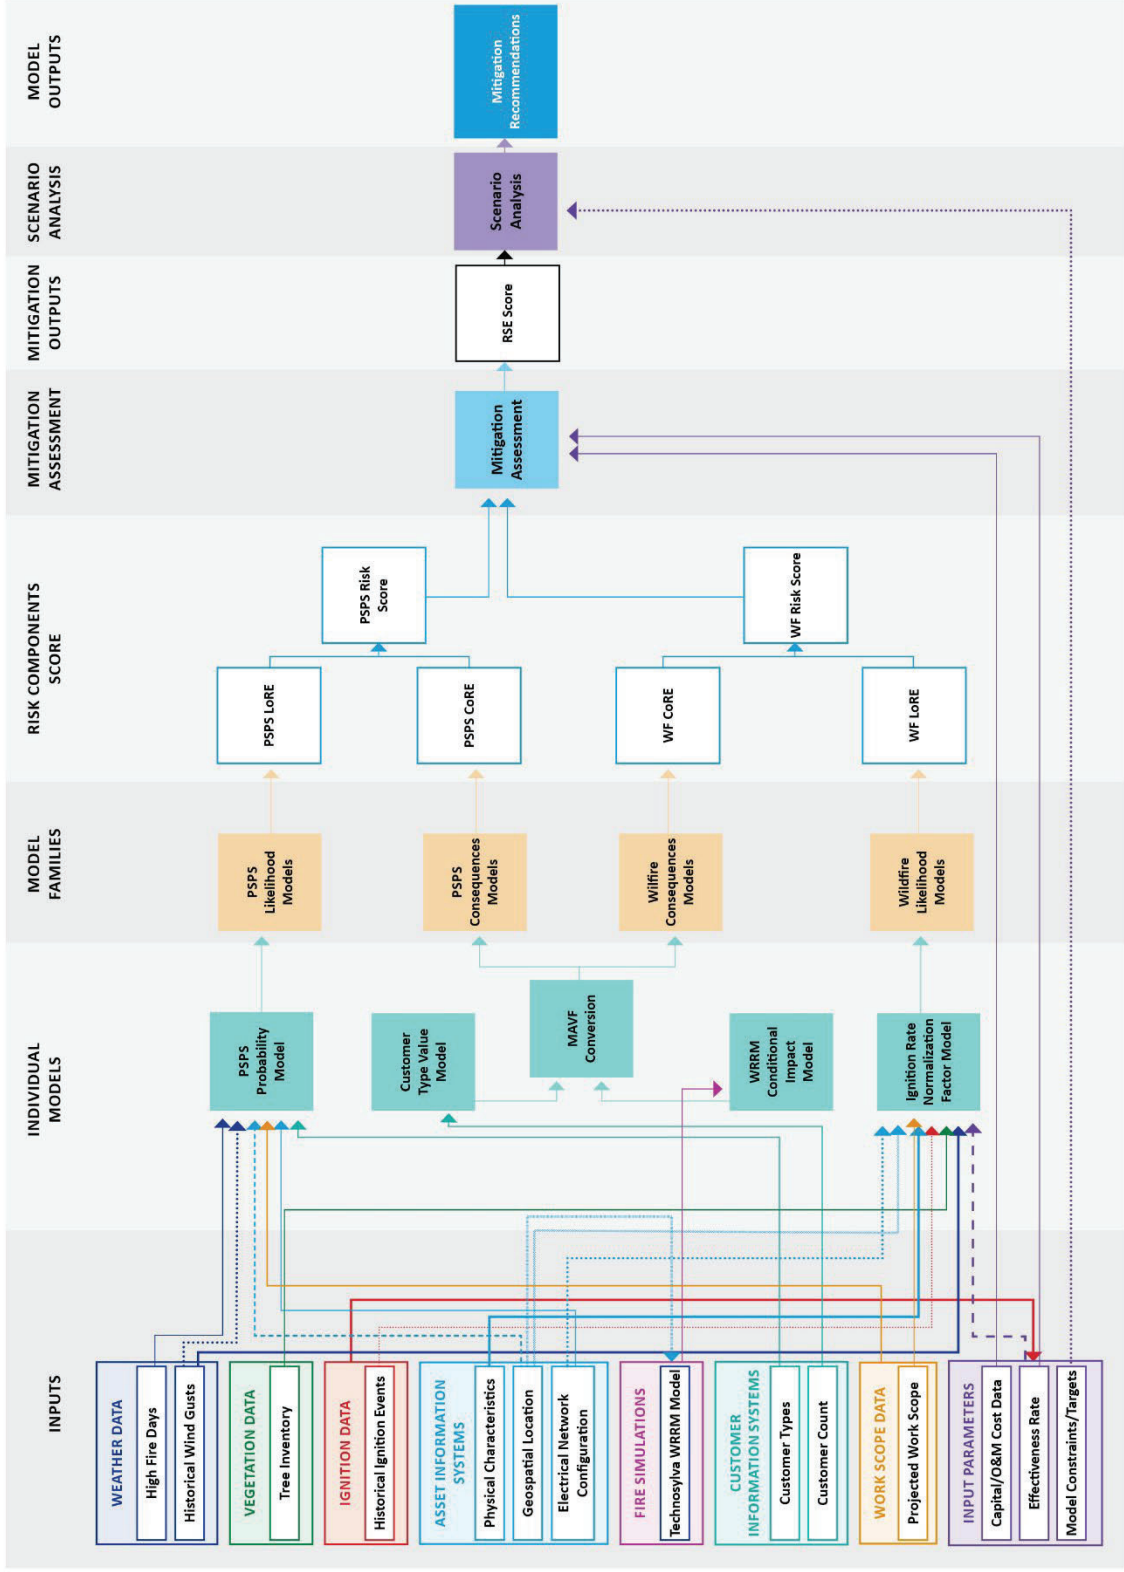 INPUTS
INDIVIDUAL
MODELS
MODEL
FAMILIES
RISK COMPONENTS
SCORE
MITIGATION
ASSESSMENT
MITIGATION
OUTPUTS
SCENARIO
ANALYSIS
MODEL
OUTPUTS
WEATHER DATA
High Fire Days
Historical Wind Gusts
VEGETATION DATA
Tree Inventory
IGNITION DATA
Historical Ignition Events
ASSET INFORMATION
SYSTEMS
Physical Characteristics
Geospatial Location
Electrical Network
Configuration
FIRE SIMULATIONS
Technosylva WRRM Model
CUSTOMER
INFORMATION SYSTEMS
Customer Types
Customer Count
WORK SCOPE DATA
Projected Work Scope
INPUT PARAMETERS
Capital/O&M Cost Data
Effectiveness Rate
Model Constraints/Targets
PSPS
Probability
Model
Customer
Type Value
Model
MAVF
Conversion
WRRM
Conditional
Impact
Model
Ignition Rate
Normalization
Factor Model
PSPS
Likelihood
Models
PSPS
Consequences
Models
Wilfire
Consequences
Models
Wildfire
Likelihood
Models
PSPS LoRE
PSPS CoRE
WF CoRE
WF LoRE
PSPS Risk
Score
WF Risk Score
Mitigation
Assessment
RSE Score
Scenario
Analysis
Mitigation
Recommendations